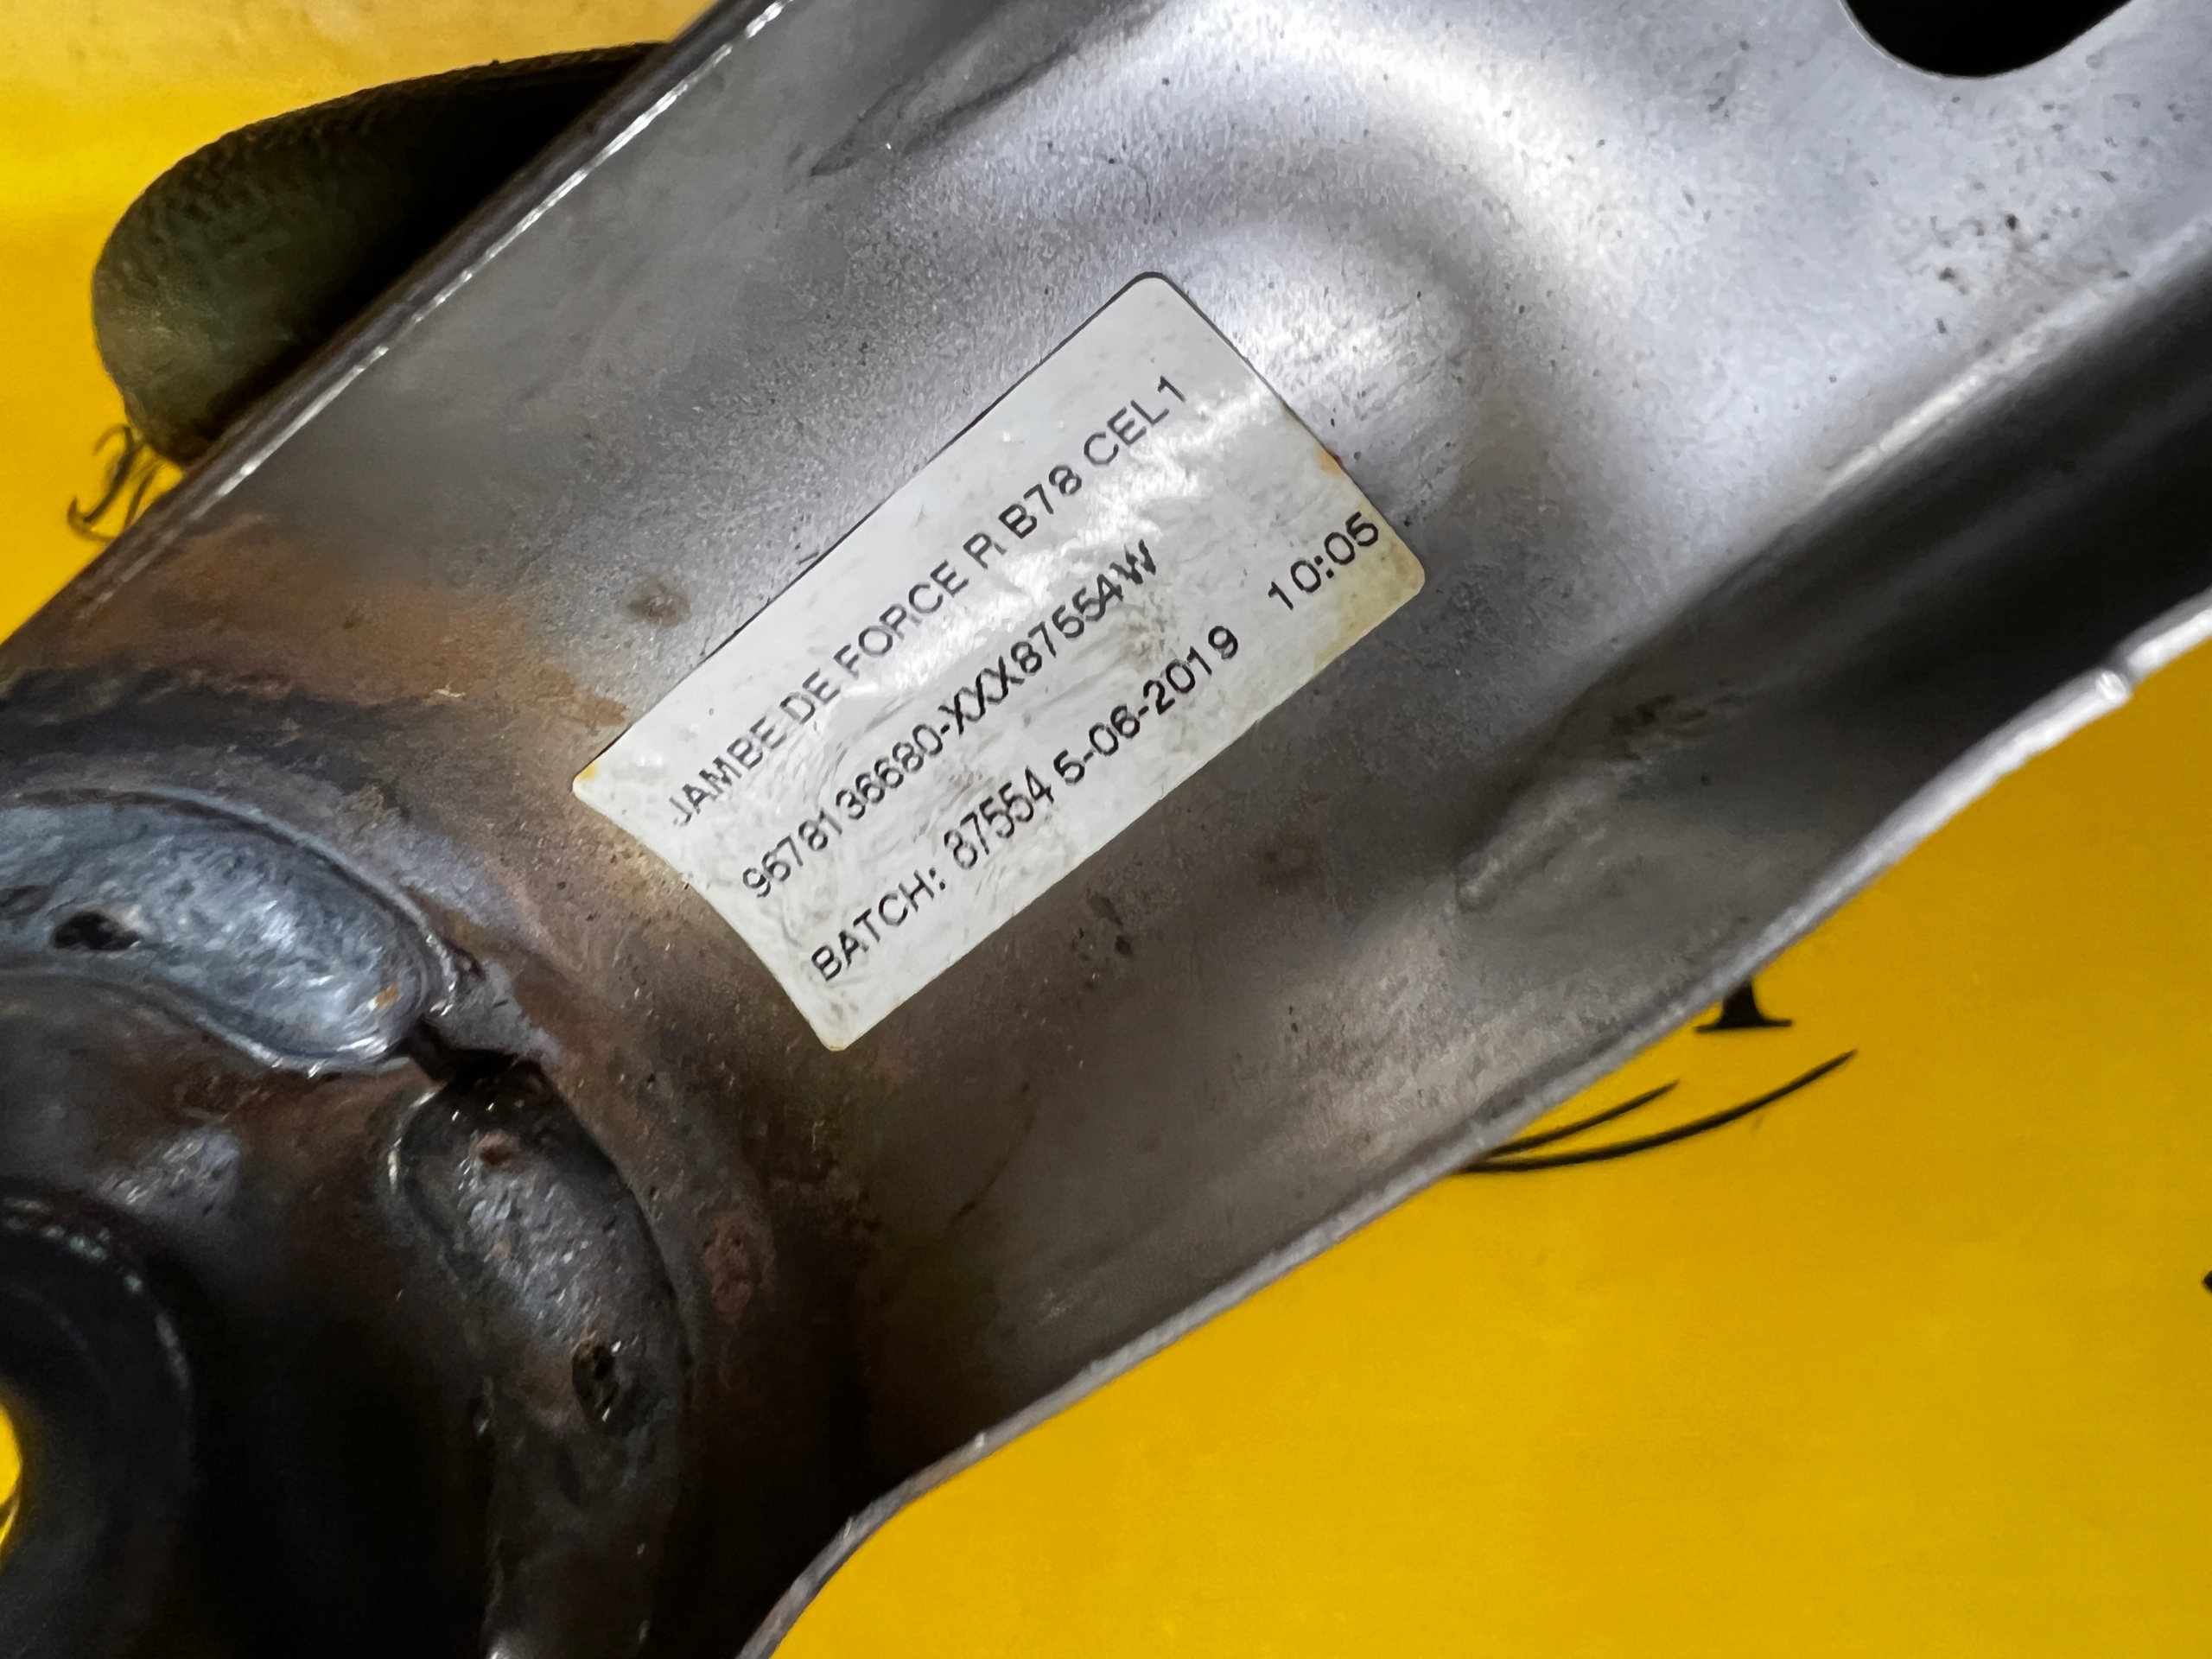 JAMBE DE FORCE R B78 CEL1
9678136680-XXX87554W
BATCH: 87554 5-06-2019 10:05